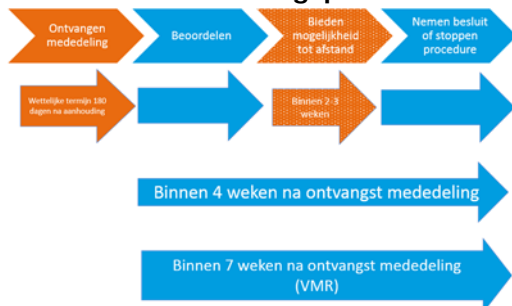 Ontvangen
mededeling
Beoordelen
Bieden
mogelijkheid
tot afstand
Nemen besluit
of stoppen
procedure
Wettelijke termijn 180
dagen na aanhouding
Binnen 2-3
weken
Binnen 4 weken na ontvangst mededeling
Binnen 7 weken na ontvangst mededeling
(VMR)